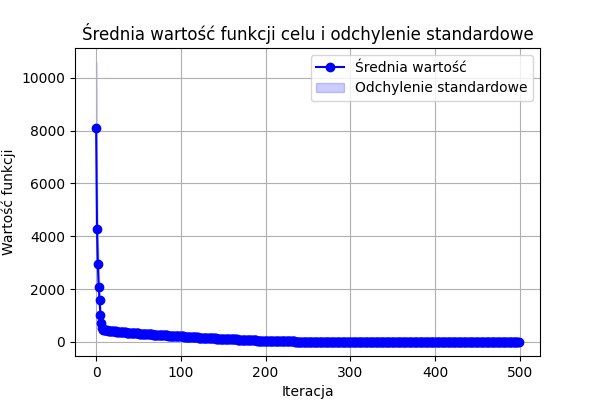 Średnia wartość funkcji celu i odchylenie standardowe
Średnia wartość
Odchylenie standardowe
Wartość funkcji
10000
8000
6000
4000
2000
0
0 100 200 300 400 500
Iteracja